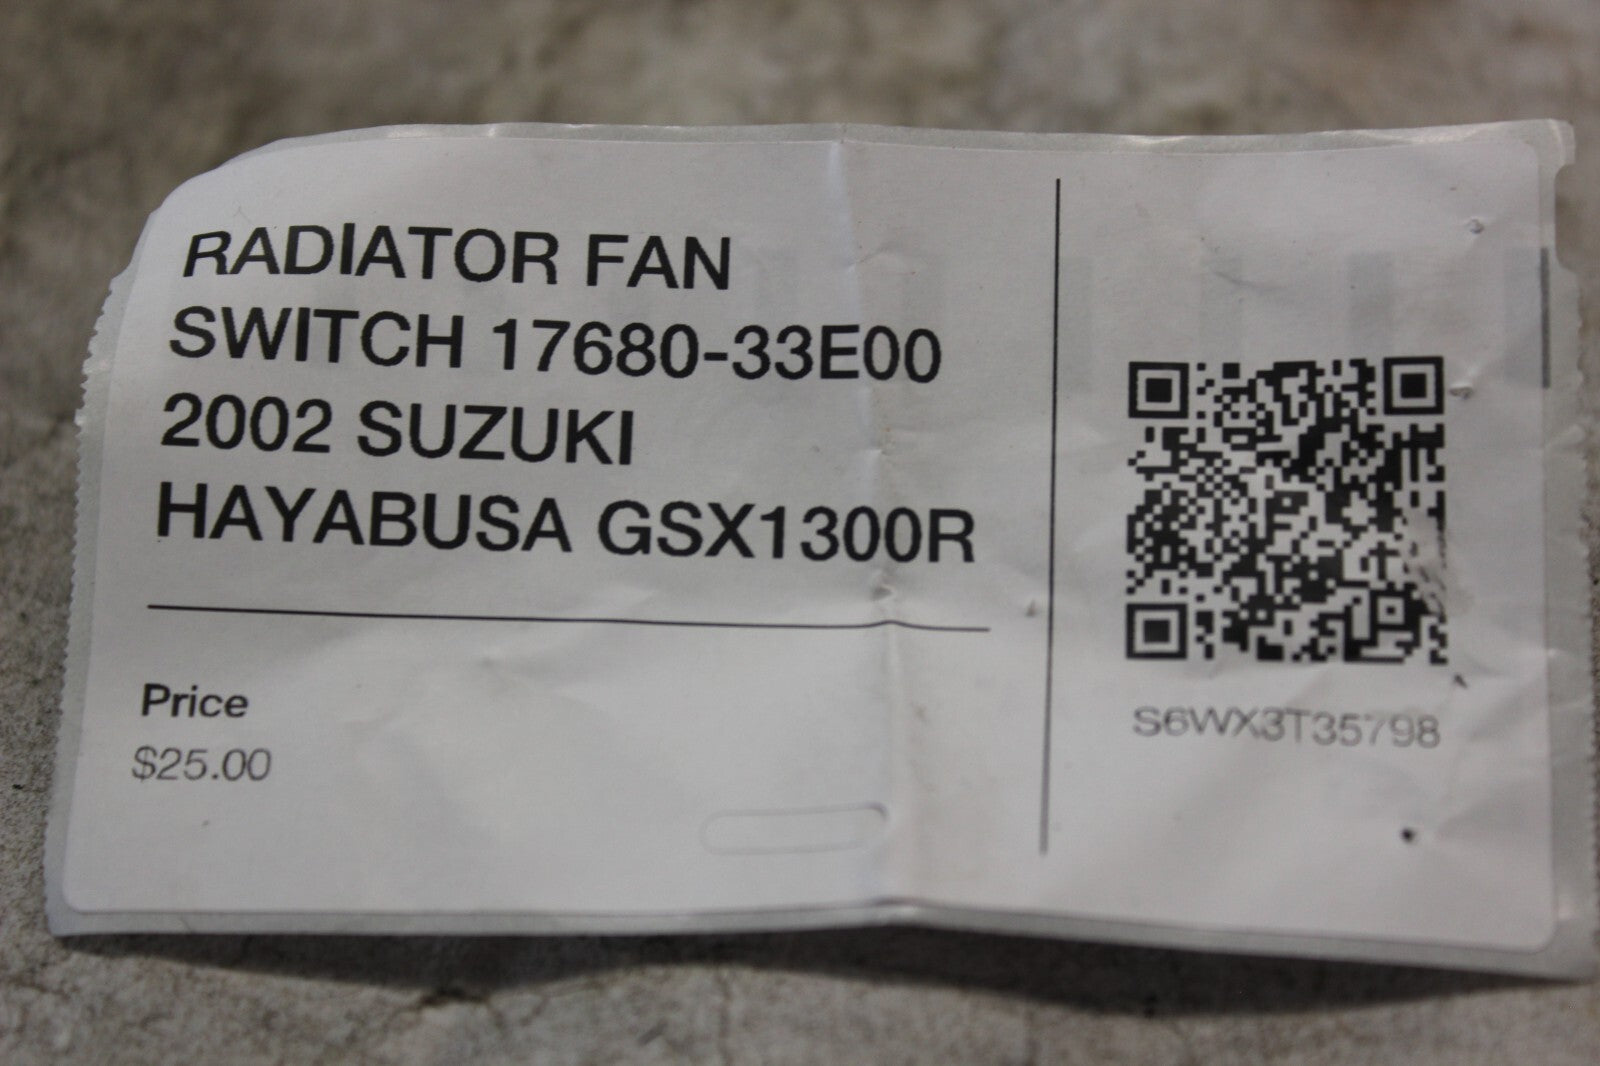 RADIATOR FAN
SWITCH 17680-33E00
2002 SUZUKI
HAYABUSA GSX1300R
Price
$25.00
S6WX3T35798